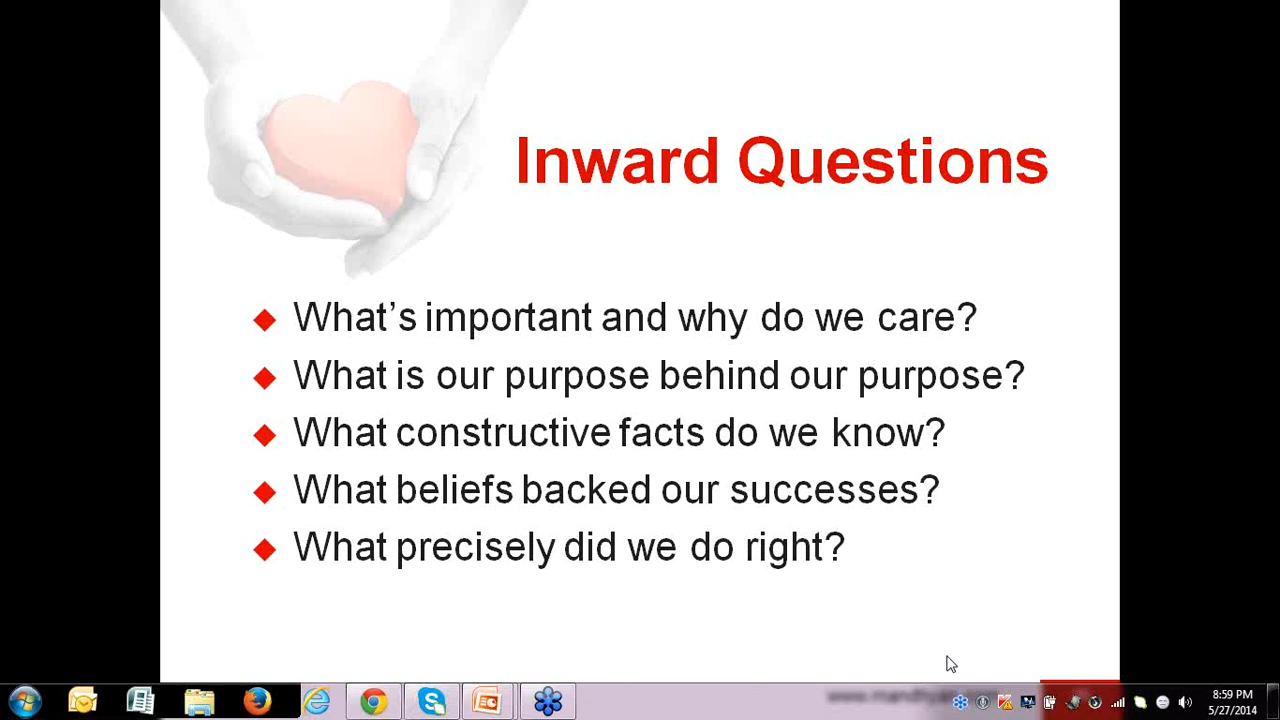 Inward Questions
What's important and why do we care?
What is our purpose behind our purpose?
What constructive facts do we know?
What beliefs backed our successes?
What precisely did we do right?
8:59 PM
5/27/2014